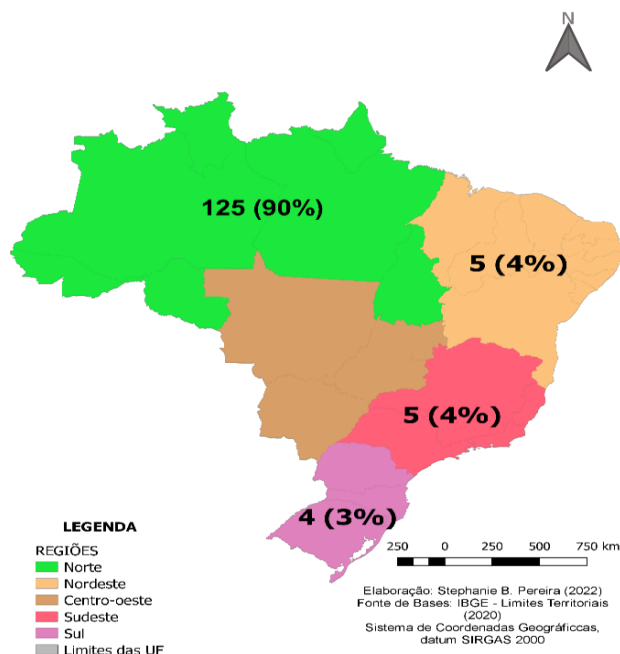 N
125 (90%)
5 (4%)
5 (4%)
4 (3%)
LEGENDA
REGIÕES
Norte
Nordeste
Centro-oeste
Sudeste
Sul
Limites das UF
250 0 250 500 750 km
Elaboração: Stephanie B. Pereira (2022)
Fonte de Bases: IBGE - Limites Territoriais
(2020)
Sistema de Coordenadas Geográficcas,
datum SIRGAS 2000